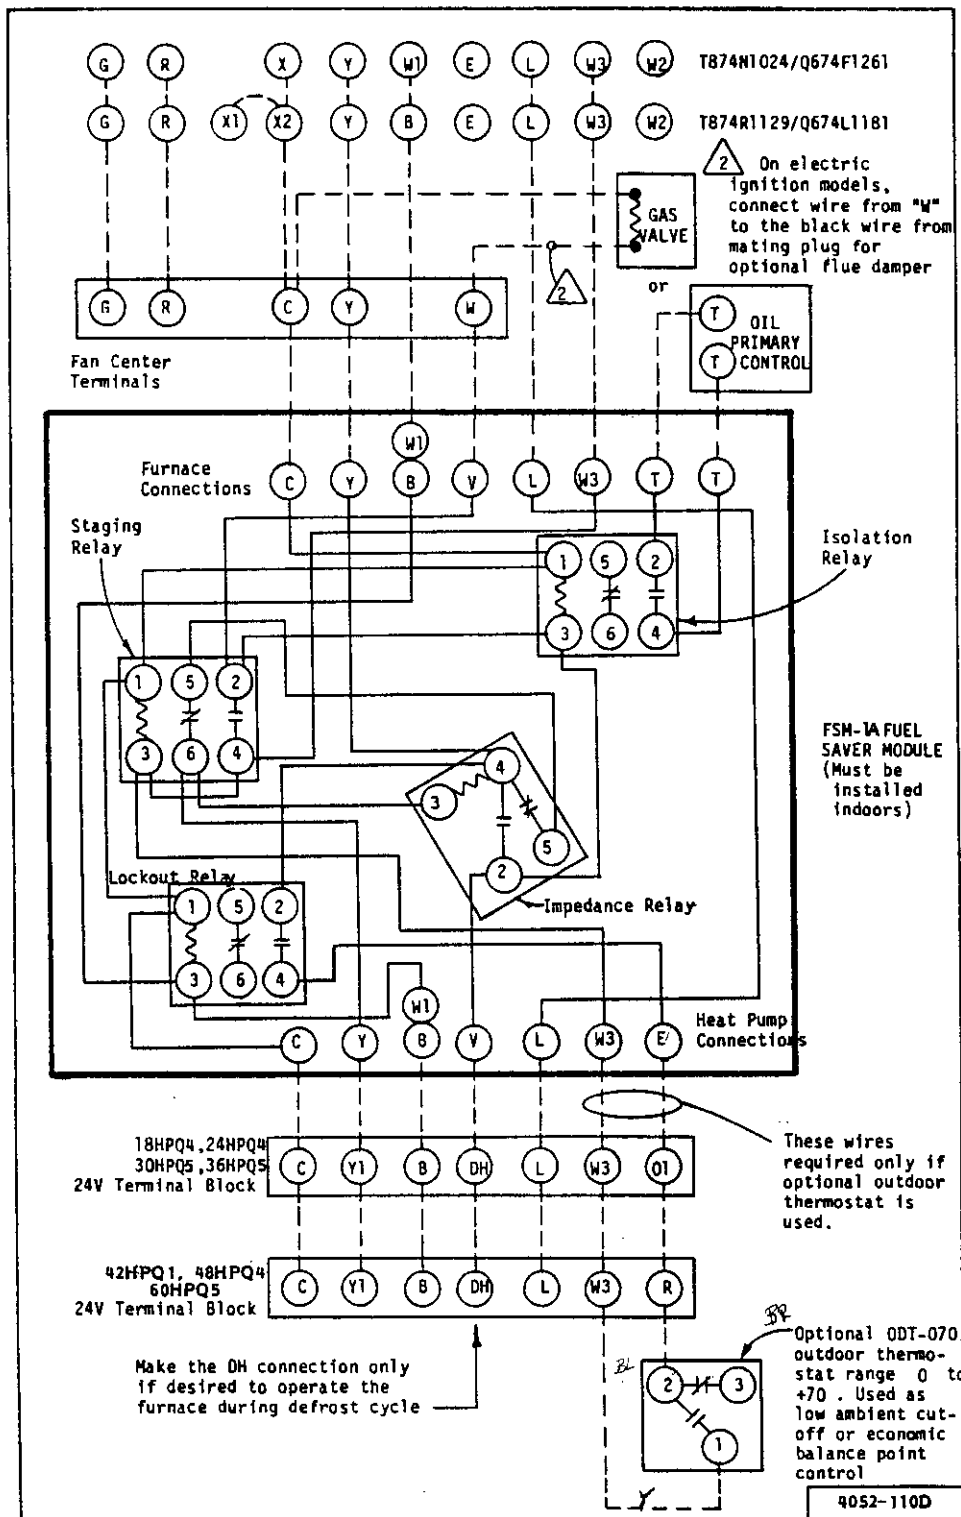 G R X Y W1 E L W3 W2 T874N1024/Q674F1261
G R X1 X2 Y B E L W3 W2 T874R1129/Q674L1181
2 On electric
ignition models,
connect wire from "W"
to the black wire from
mating plug for
optional flue damper
GAS
VALVE
2
or
G R C Y W
Fan Center
Terminals
T OIL
PRIMARY
T CONTROL
W1
Furnace
Connections
C Y B V L W3 T T
Staging
Relay
1 5 2
3 6 4
Isolation
Relay
1 5 2
3 6 4
FSM-1A FUEL
SAVER MODULE
(Must be
installed
indoors)
4
3
5
2
Impedance Relay
Lockout Relay
1 5 2
3 6 4
W1
Heat Pump
Connections
C Y B V L W3 E
18HPQ4,24HPQ4
30HPQ5,36HPQ5
24V Terminal Block
C Y1 B DH L W3 O1
These wires
required only if
optional outdoor
thermostat is
used.
42HPQ1, 48HPQ4
60HPQ5
24V Terminal Block
C Y1 B DH L W3 R
Make the DH connection only
if desired to operate the
furnace during defrost cycle
BR
BL
2 3
1
Y
Optional ODT-070
outdoor thermo-
stat range 0 to
+70 . Used as
low ambient cut-
off or economic
balance point
control
4052-110D